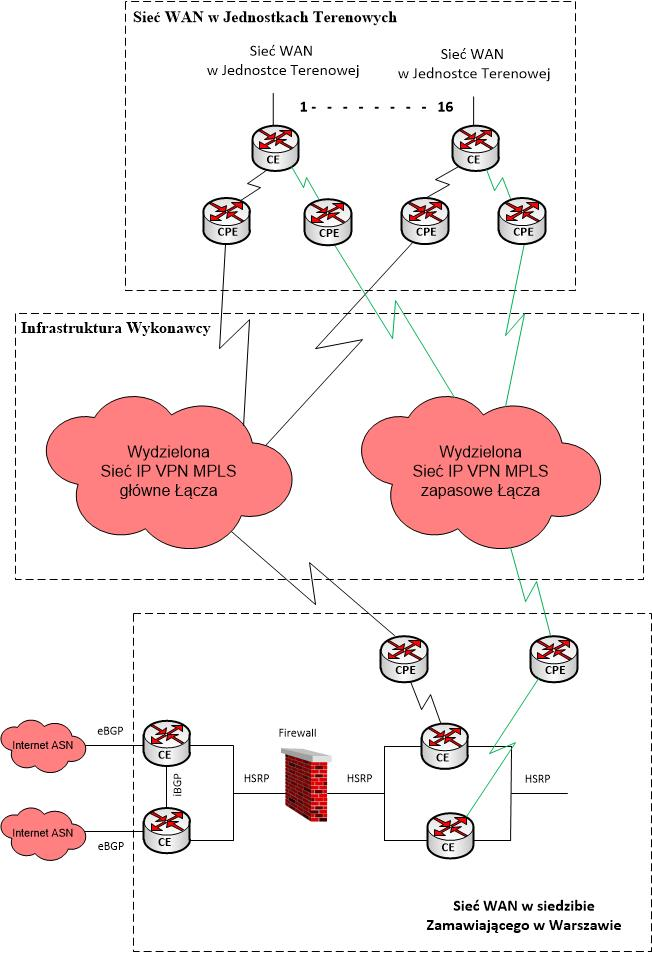 Sieć WAN w Jednostkach Terenowych
Sieć WAN
w Jednostce Terenowej
Sieć WAN
w Jednostce Terenowej
1- - - - - - - - 16
CE
CE
CPE
CPE
CPE
CPE
Infrastruktura Wykonawcy
Wydzielona
Sieć IP VPN MPLS
główne Łącza
Wydzielona
Sieć IP VPN MPLS
zapasowe Łącza
CPE
CPE
Internet ASN
eBGP
CE
iBGP
Internet ASN
eBGP
CE
HSRP
Firewall
HSRP
CE
CE
HSRP
Sieć WAN w siedzibie
Zamawiającego w Warszawie